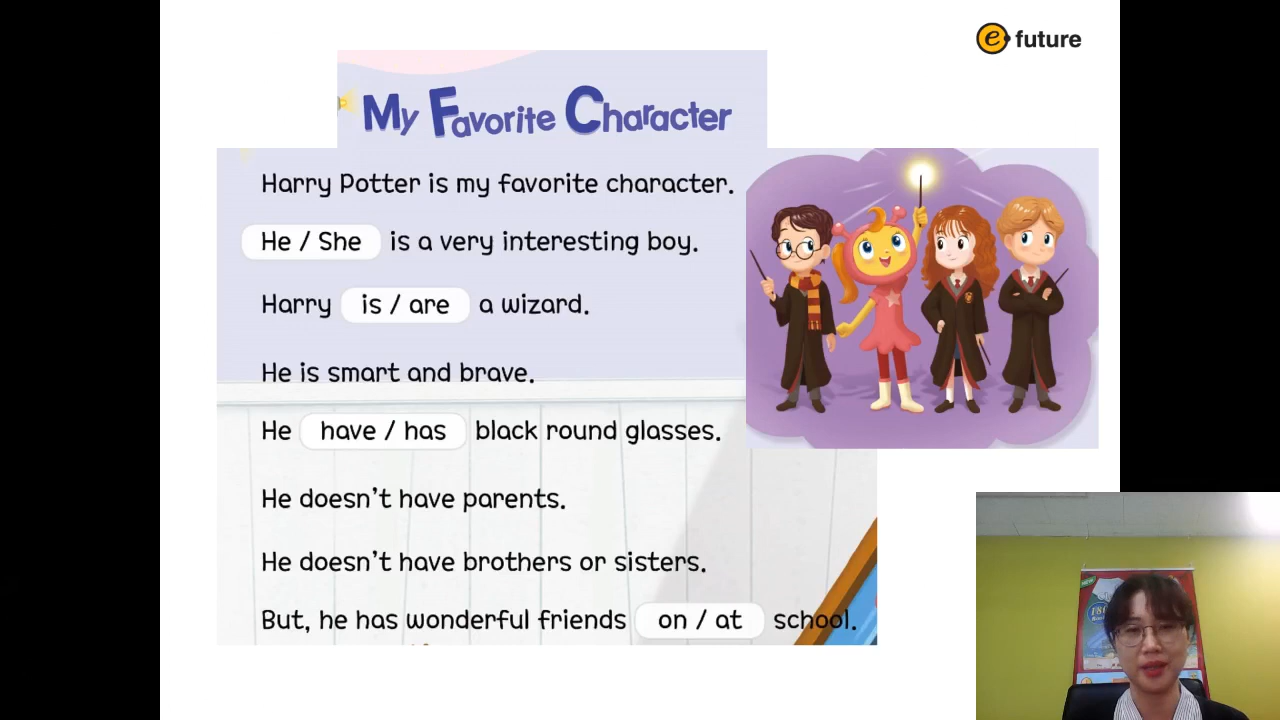 e future
My Favorite Character
Harry Potter is my favorite character.
He / She is a very interesting boy.
Harry is / are a wizard.
He is smart and brave.
He have / has black round glasses.
He doesn't have parents.
He doesn't have brothers or sisters.
But, he has wonderful friends on / at school.